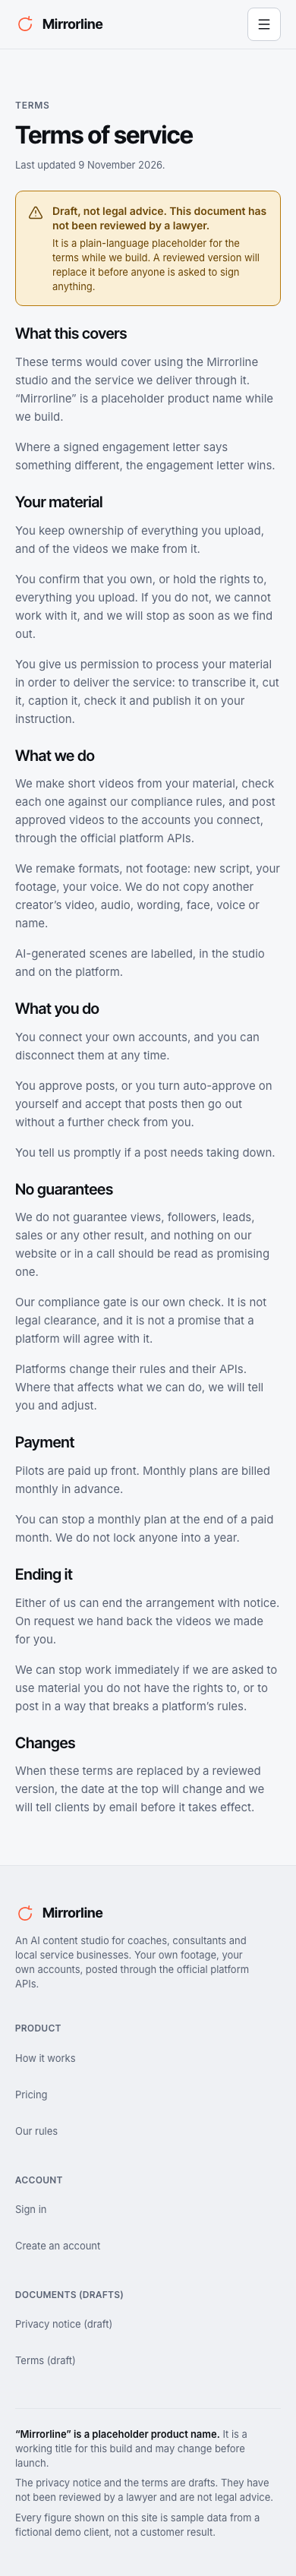 Mirrorline
TERMS
Terms of service
Last updated 9 November 2026.
Draft, not legal advice. This document has
not been reviewed by a lawyer.
It is a plain-language placeholder for the
terms while we build. A reviewed version will
replace it before anyone is asked to sign
anything.
What this covers
These terms would cover using the Mirrorline
studio and the service we deliver through it.
“Mirrorline” is a placeholder product name while
we build.
Where a signed engagement letter says
something different, the engagement letter wins.
Your material
You keep ownership of everything you upload,
and of the videos we make from it.
You confirm that you own, or hold the rights to,
everything you upload. If you do not, we cannot
work with it, and we will stop as soon as we find
out.
You give us permission to process your material
in order to deliver the service: to transcribe it, cut
it, caption it, check it and publish it on your
instruction.
What we do
We make short videos from your material, check
each one against our compliance rules, and post
approved videos to the accounts you connect,
through the official platform APIs.
We remake formats, not footage: new script, your
footage, your voice. We do not copy another
creator’s video, audio, wording, face, voice or
name.
AI-generated scenes are labelled, in the studio
and on the platform.
What you do
You connect your own accounts, and you can
disconnect them at any time.
You approve posts, or you turn auto-approve on
yourself and accept that posts then go out
without a further check from you.
You tell us promptly if a post needs taking down.
No guarantees
We do not guarantee views, followers, leads,
sales or any other result, and nothing on our
website or in a call should be read as promising
one.
Our compliance gate is our own check. It is not
legal clearance, and it is not a promise that a
platform will agree with it.
Platforms change their rules and their APIs.
Where that affects what we can do, we will tell
you and adjust.
Payment
Pilots are paid up front. Monthly plans are billed
monthly in advance.
You can stop a monthly plan at the end of a paid
month. We do not lock anyone into a year.
Ending it
Either of us can end the arrangement with notice.
On request we hand back the videos we made
for you.
We can stop work immediately if we are asked to
use material you do not have the rights to, or to
post in a way that breaks a platform’s rules.
Changes
When these terms are replaced by a reviewed
version, the date at the top will change and we
will tell clients by email before it takes effect.
Mirrorline
An AI content studio for coaches, consultants and
local service businesses. Your own footage, your
own accounts, posted through the official platform
APIs.
PRODUCT
How it works
Pricing
Our rules
ACCOUNT
Sign in
Create an account
DOCUMENTS (DRAFTS)
Privacy notice (draft)
Terms (draft)
“Mirrorline” is a placeholder product name. It is a
working title for this build and may change before
launch.
The privacy notice and the terms are drafts. They have
not been reviewed by a lawyer and are not legal advice.
Every figure shown on this site is sample data from a
fictional demo client, not a customer result.